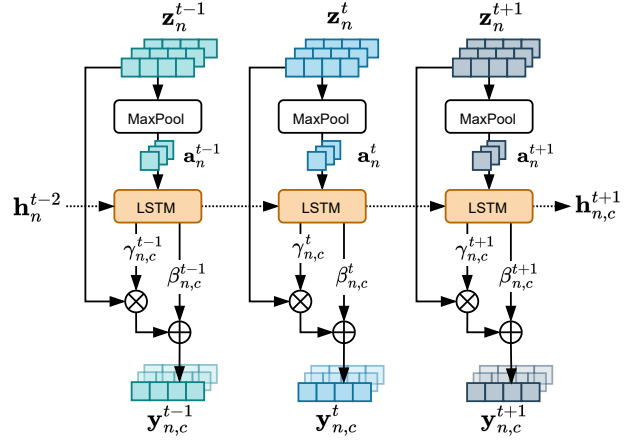 z_n^{t-1} z_n^t z_n^{t+1}
MaxPool MaxPool MaxPool
a_n^{t-1} a_n^t a_n^{t+1}
h_n^{t-2} LSTM LSTM LSTM h_{n,c}^{t+1}
γ_{n,c}^{t-1} β_{n,c}^{t-1} γ_{n,c}^t β_{n,c}^t γ_{n,c}^{t+1} β_{n,c}^{t+1}
y_{n,c}^{t-1} y_{n,c}^t y_{n,c}^{t+1}